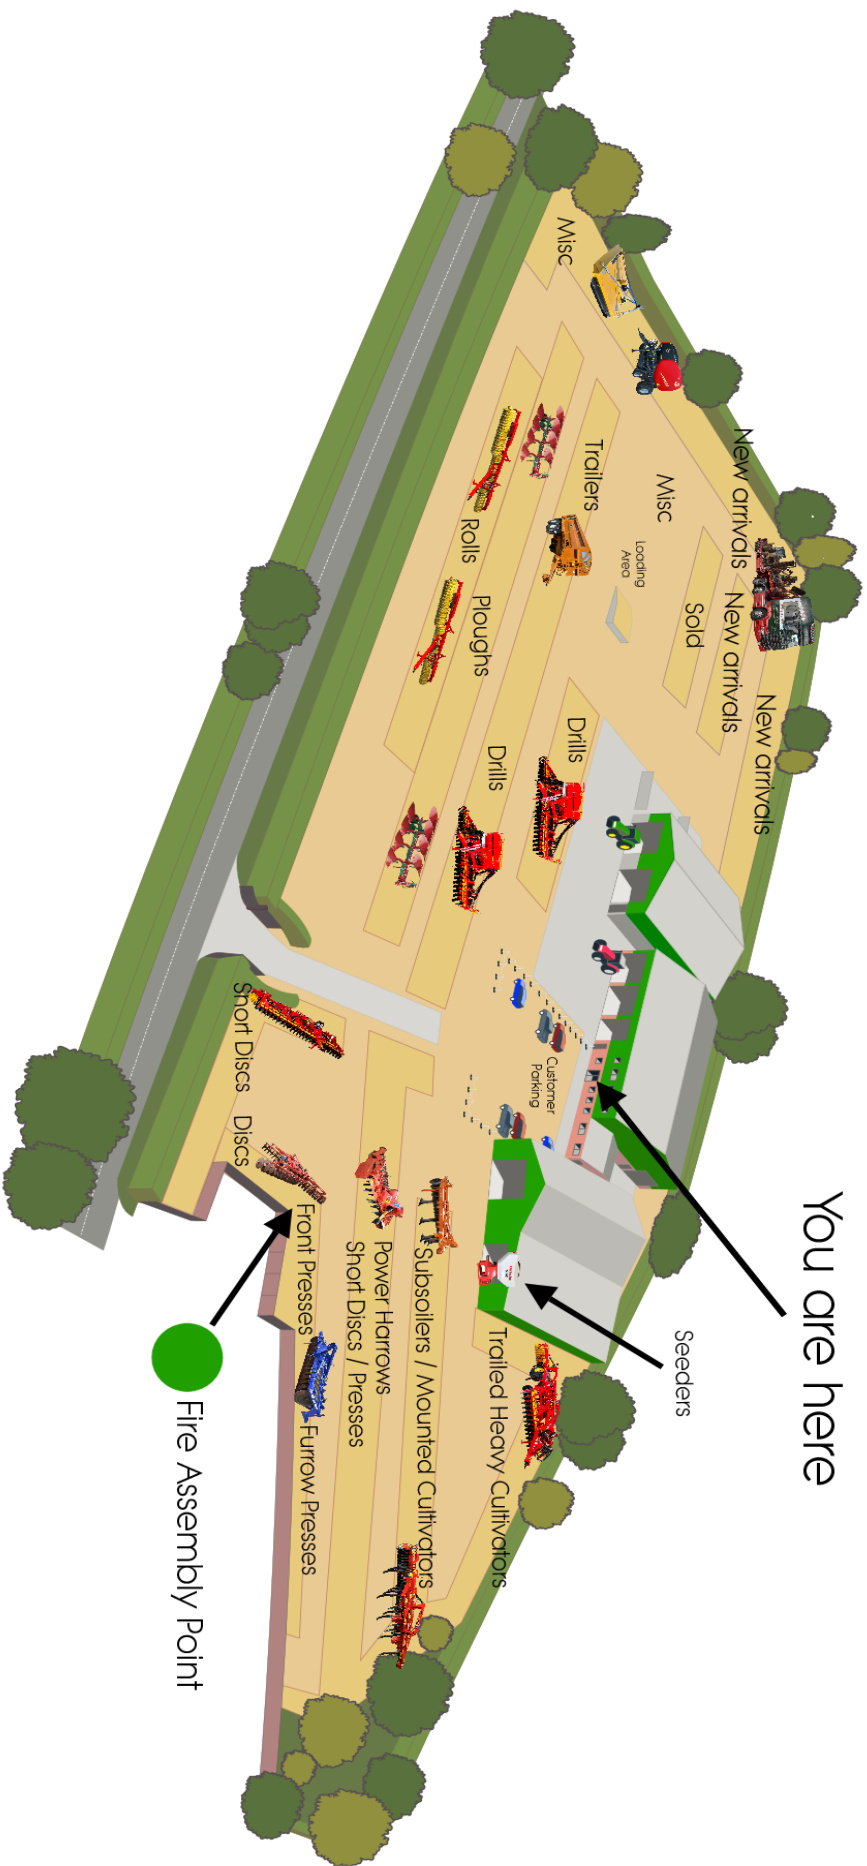 You are here
Seeders
New arrivals
New arrivals
New arrivals
Sold
Misc
Misc
Loading
Area
Trailers
Drills
Drills
Rolls
Ploughs
Customer
Parking
Trailed Heavy Cultivators
Subsoilers / Mounted Cultivators
Power Harrows
Short Discs / Presses
Short Discs
Discs
Front Presses
Furrow Presses
Fire Assembly Point